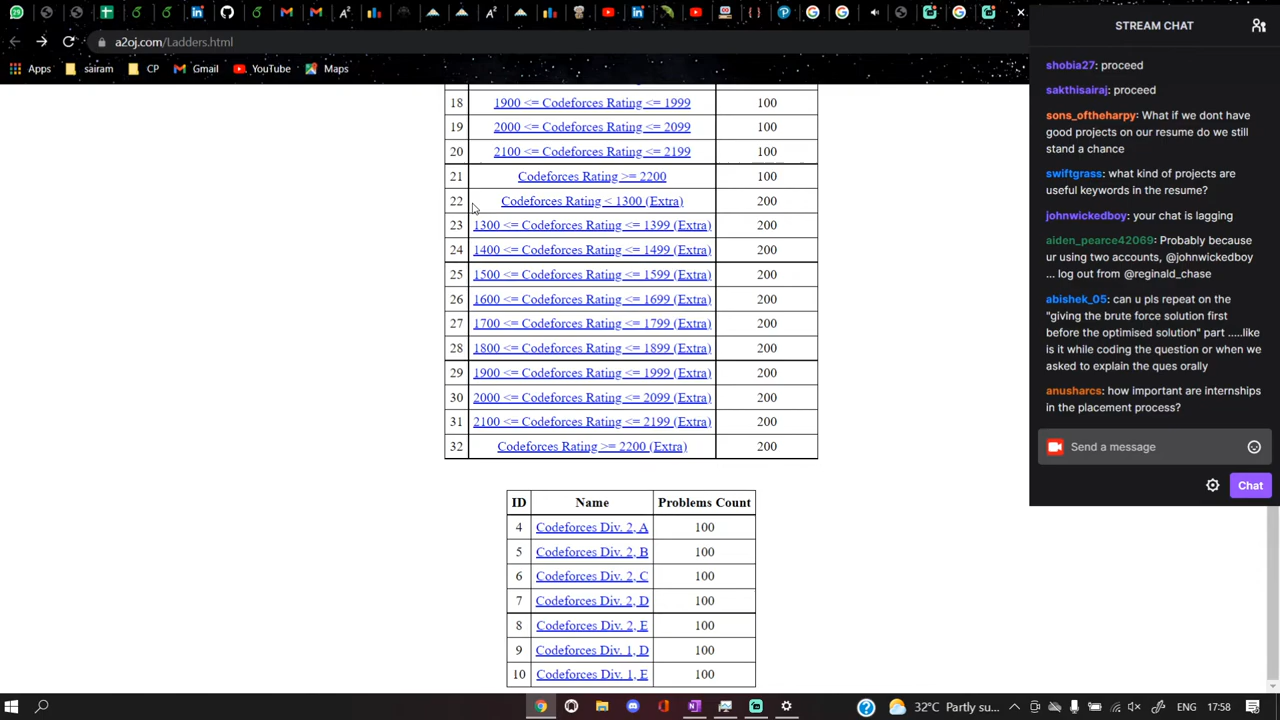 a2oj.com/Ladders.html
Apps sairam CP Gmail YouTube Maps
18 1900 <= Codeforces Rating <= 1999 100
19 2000 <= Codeforces Rating <= 2099 100
20 2100 <= Codeforces Rating <= 2199 100
21 Codeforces Rating >= 2200 100
22 Codeforces Rating < 1300 (Extra) 200
23 1300 <= Codeforces Rating <= 1399 (Extra) 200
24 1400 <= Codeforces Rating <= 1499 (Extra) 200
25 1500 <= Codeforces Rating <= 1599 (Extra) 200
26 1600 <= Codeforces Rating <= 1699 (Extra) 200
27 1700 <= Codeforces Rating <= 1799 (Extra) 200
28 1800 <= Codeforces Rating <= 1899 (Extra) 200
29 1900 <= Codeforces Rating <= 1999 (Extra) 200
30 2000 <= Codeforces Rating <= 2099 (Extra) 200
31 2100 <= Codeforces Rating <= 2199 (Extra) 200
32 Codeforces Rating >= 2200 (Extra) 200
ID Name Problems Count
4 Codeforces Div. 2, A 100
5 Codeforces Div. 2, B 100
6 Codeforces Div. 2, C 100
7 Codeforces Div. 2, D 100
8 Codeforces Div. 2, E 100
9 Codeforces Div. 1, D 100
10 Codeforces Div. 1, E 100
STREAM CHAT
shobia27: proceed
sakthisairaj: proceed
sons_oftheharpy: What if we dont have
good projects on our resume do we still
stand a chance
swiftgrass: what kind of projects are
useful keywords in the resume?
johnwickedboy: your chat is lagging
aiden_pearce42069: Probably because
ur using two accounts, @johnwickedboy
... log out from @reginald_chase
abishek_05: can u pls repeat on the
"giving the brute force solution first
before the optimised solution" part .....like
is it while coding the question or when we
asked to explain the ques orally
anusharcs: how important are internships
in the placement process?
Send a message
Chat
32°C Partly su... ENG 17:58